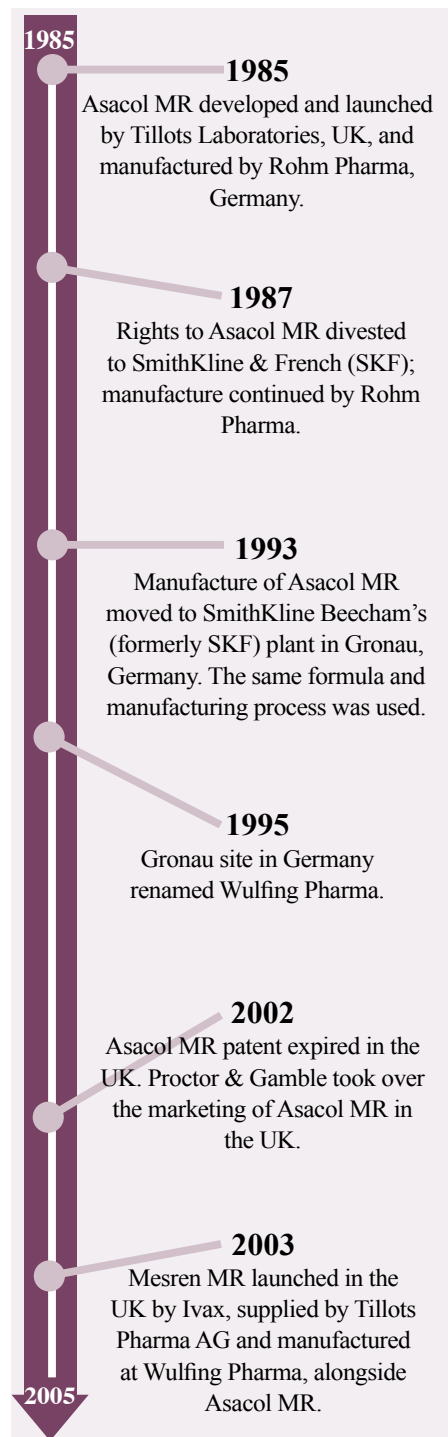 1985
1985
Asacol MR developed and launched
by Tillots Laboratories, UK, and
manufactured by Rohm Pharma,
Germany.
1987
Rights to Asacol MR divested
to SmithKline & French (SKF);
manufacture continued by Rohm
Pharma.
1993
Manufacture of Asacol MR
moved to SmithKline Beecham’s
(formerly SKF) plant in Gronau,
Germany. The same formula and
manufacturing process was used.
1995
Gronau site in Germany
renamed Wulfing Pharma.
2002
Asacol MR patent expired in the
UK. Proctor & Gamble took over
the marketing of Asacol MR in
the UK.
2003
Mesren MR launched in the
UK by Ivax, supplied by Tillots
Pharma AG and manufactured
at Wulfing Pharma, alongside
Asacol MR.
2005